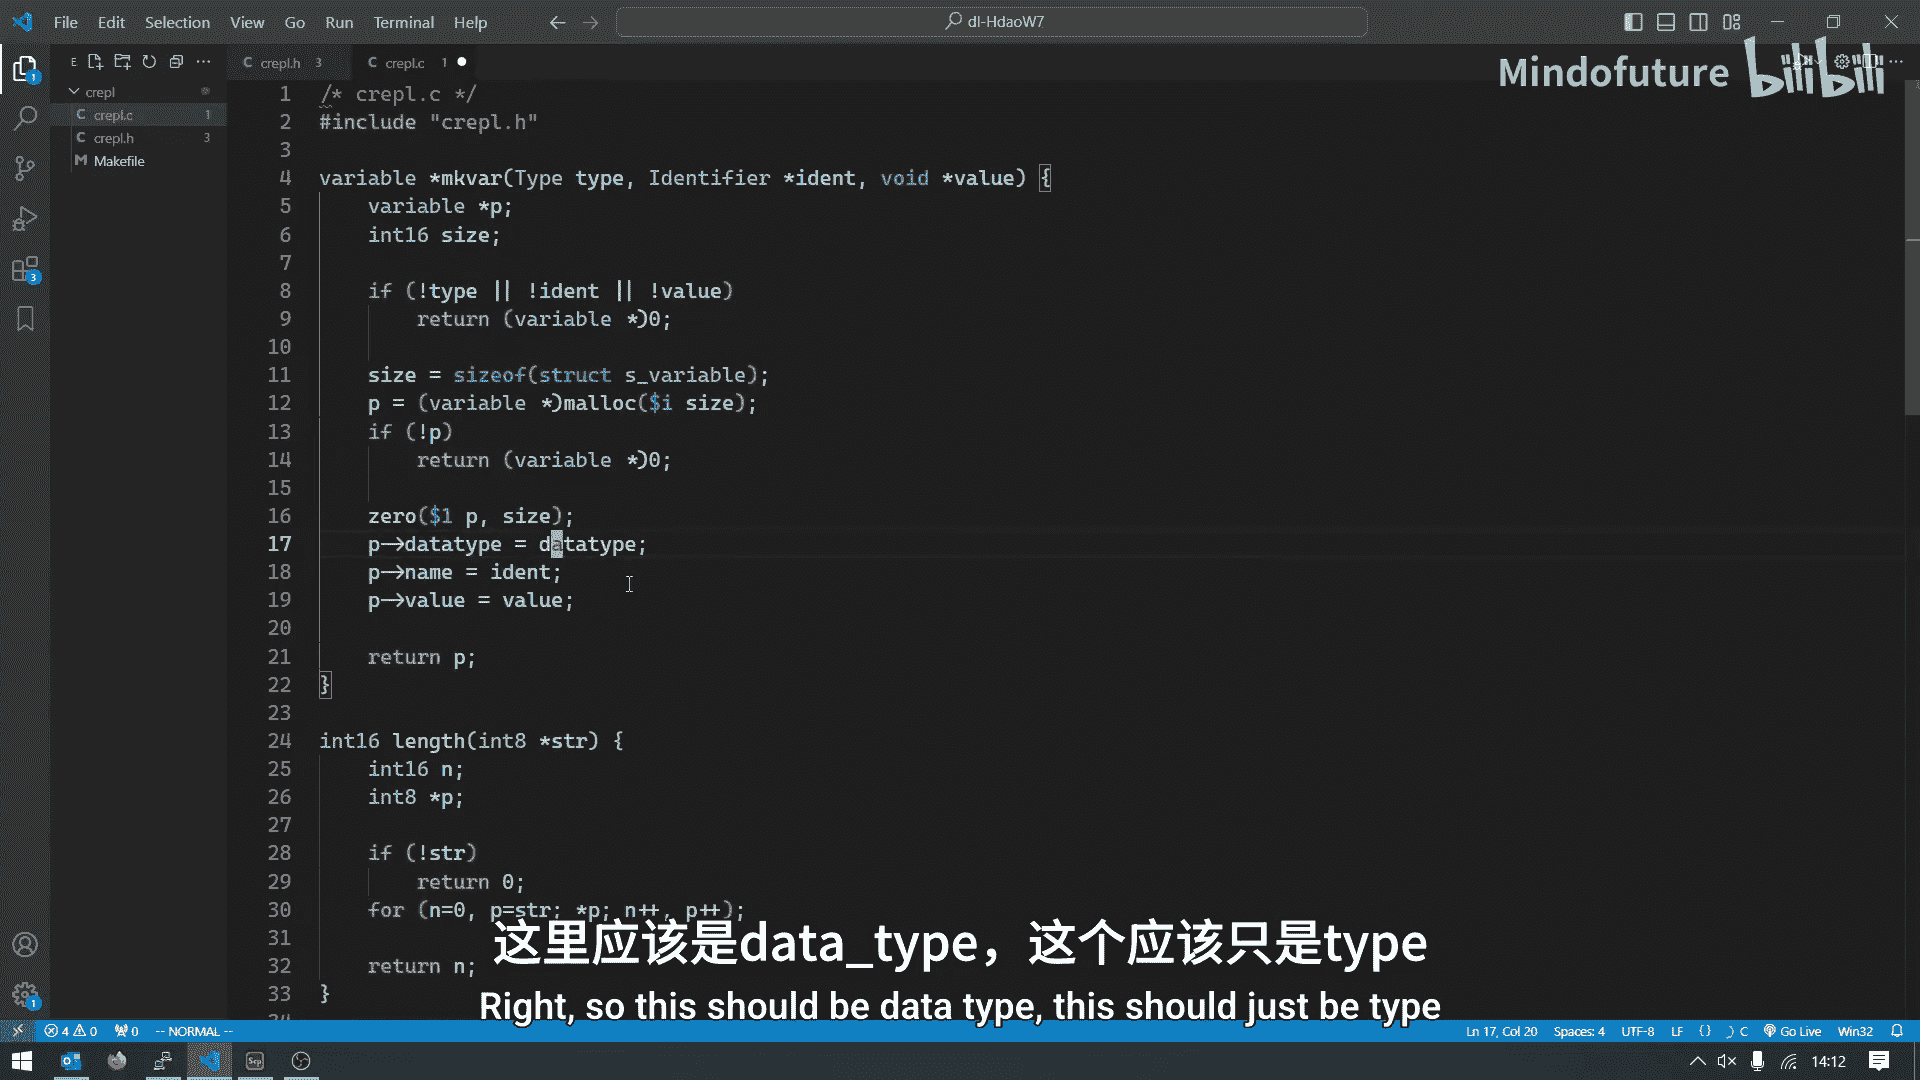 File Edit Selection View Go Run Terminal Help
dl-HdaoW7
E
C crepl.h 3
C crepl.c 1
Mindofuture bilibili
crepl
C crepl.c 1
C crepl.h 3
M Makefile
1 /* crepl.c */
2 #include "crepl.h"
3
4 variable *mkvar(Type type, Identifier *ident, void *value) {
5 variable *p;
6 int16 size;
7
8 if (!type || !ident || !value)
9 return (variable *)0;
10
11 size = sizeof(struct s_variable);
12 p = (variable *)malloc($i size);
13 if (!p)
14 return (variable *)0;
15
16 zero($1 p, size);
17 p->datatype = datatype;
18 p->name = ident;
19 p->value = value;
20
21 return p;
22 }
23
24 int16 length(int8 *str) {
25 int16 n;
26 int8 *p;
27
28 if (!str)
29 return 0;
30 for (n=0, p=str; *p; n++, p++);
31
32 return n;
33 }
这里应该是data_type，这个应该只是type
Right, so this should be data type, this should just be type
4 0 0 -- NORMAL -- Ln 17, Col 20 Spaces: 4 UTF-8 LF {} C Go Live Win32
14:12